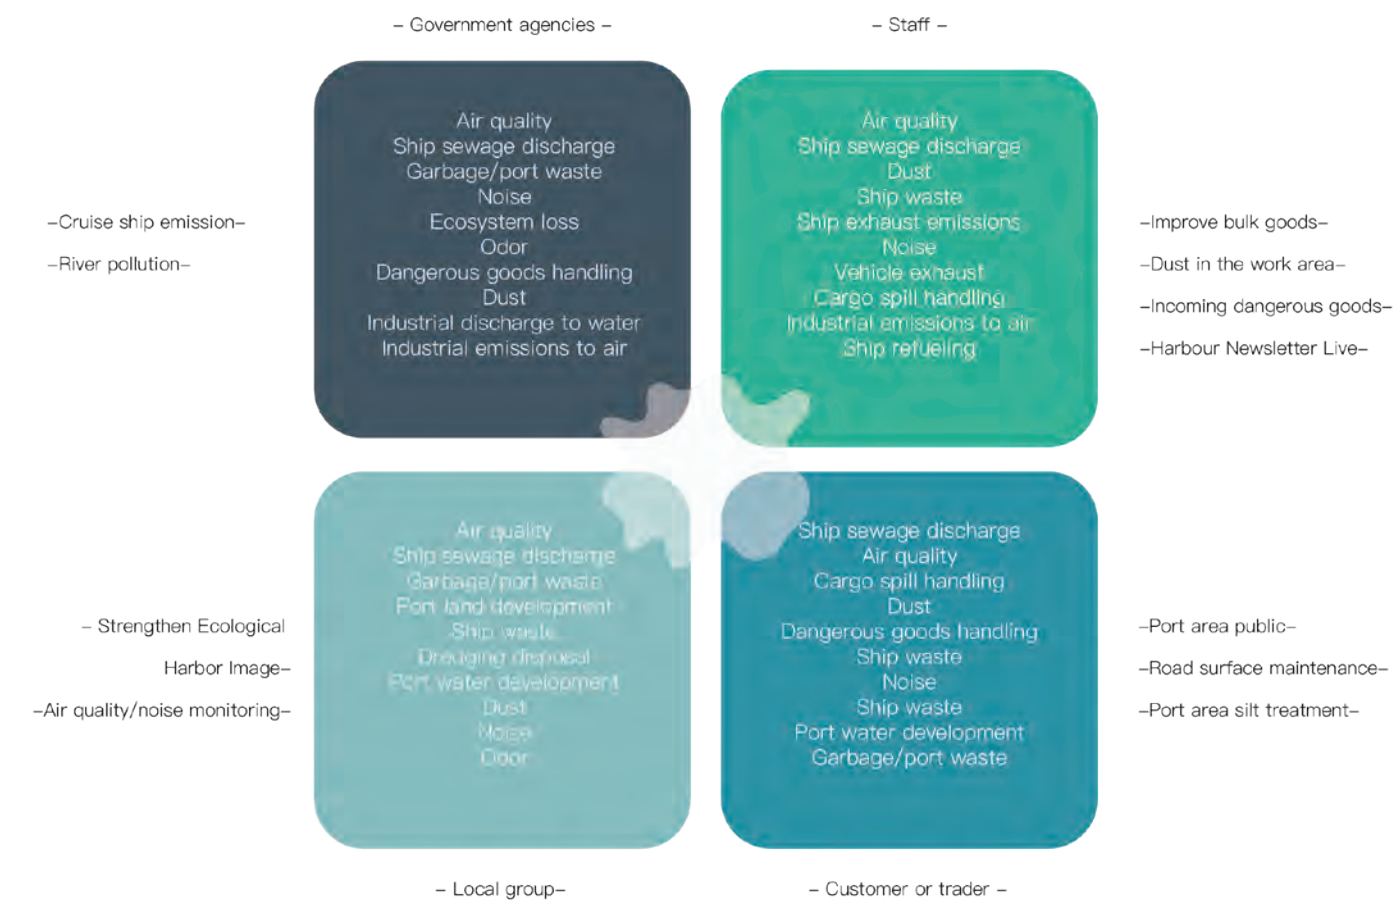 – Government agencies –
Air quality
Ship sewage discharge
Garbage/port waste
Noise
Ecosystem loss
Odor
Dangerous goods handling
Dust
Industrial discharge to water
Industrial emissions to air
–Cruise ship emission–
–River pollution–
– Staff –
Air quality
Ship sewage discharge
Dust
Ship waste
Ship exhaust emissions
Noise
Vehicle exhaust
Cargo spill handling
Industrial emissions to air
Ship refueling
–Improve bulk goods–
–Dust in the work area–
–Incoming dangerous goods–
–Harbour Newsletter Live–
Air quality
Ship sewage discharge
Garbage/port waste
Port land development
Ship waste
Dredging disposal
Port water development
Dust
Noise
Odor
– Strengthen Ecological
Harbor Image–
–Air quality/noise monitoring–
– Local group–
Ship sewage discharge
Air quality
Cargo spill handling
Dust
Dangerous goods handling
Ship waste
Noise
Ship waste
Port water development
Garbage/port waste
–Port area public–
–Road surface maintenance–
–Port area silt treatment–
– Customer or trader –